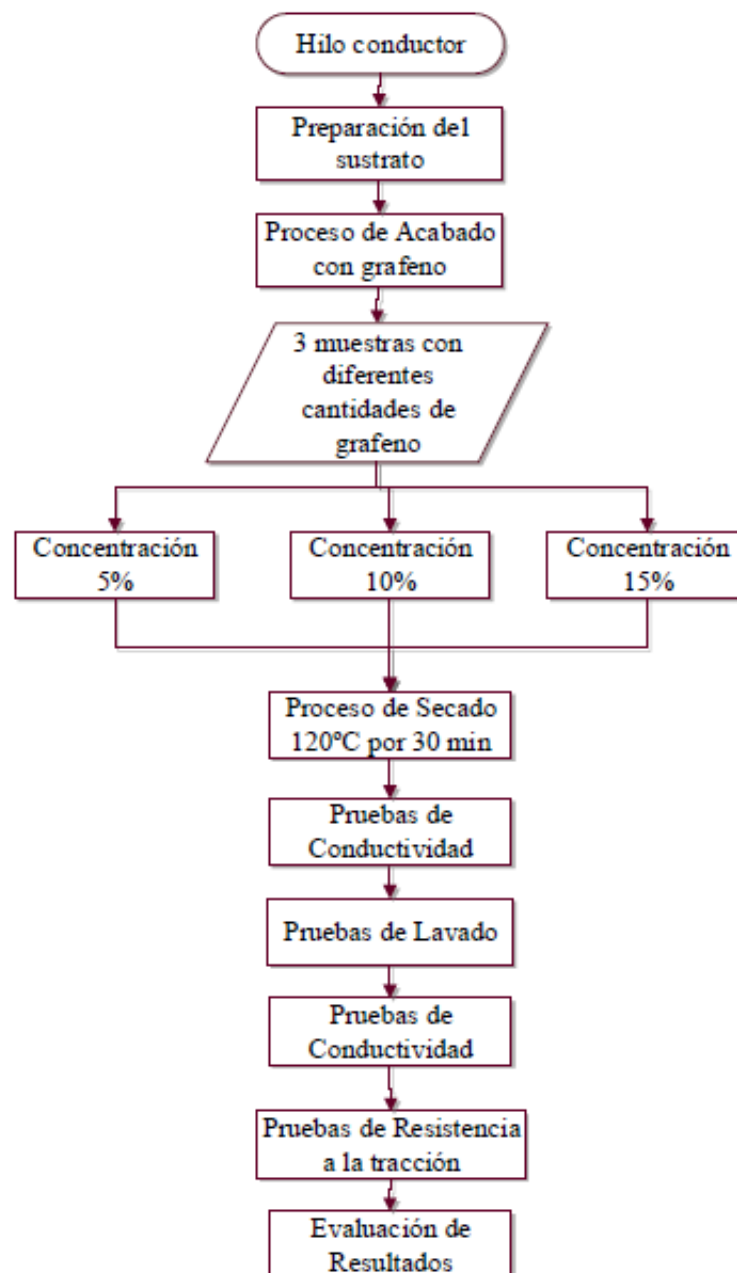 Hilo conductor
Preparación del
sustrato
Proceso de Acabado
con grafeno
3 muestras con
diferentes
cantidades de
grafeno
Concentración
5%
Concentración
10%
Concentración
15%
Proceso de Secado
120ºC por 30 min
Pruebas de
Conductividad
Pruebas de Lavado
Pruebas de
Conductividad
Pruebas de Resistencia
a la tracción
Evaluación de
Resultados